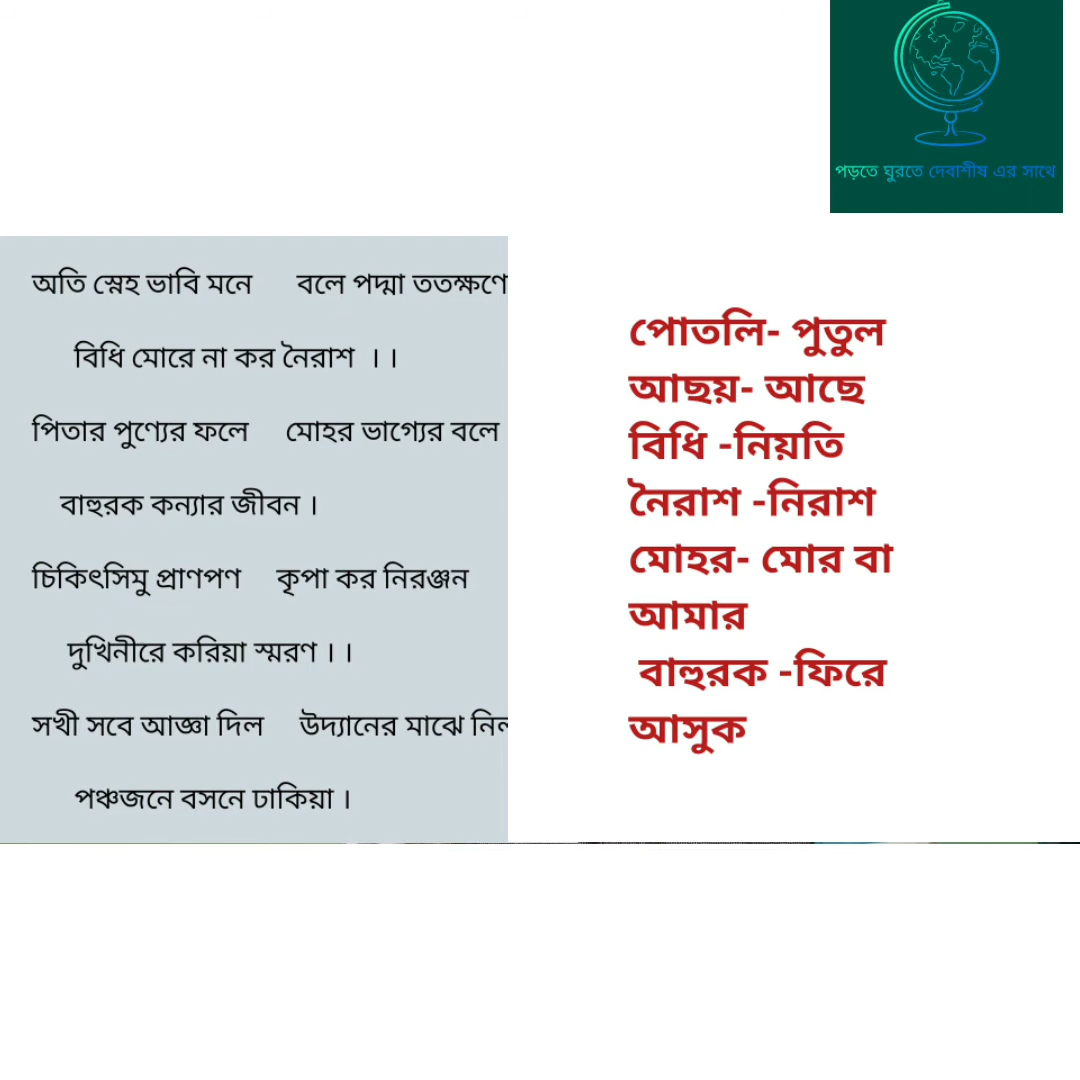 পড়তে ঘুরতে দেবাশীষ এর সাথে
অতি স্নেহ ভাবি মনে বলে পদ্মা ততক্ষণে
বিধি মোরে না কর নৈরাশ ।।
পিতার পুণ্যের ফলে মোহর ভাগ্যের বলে
বাহুরক কন্যার জীবন ।
চিকিৎসিমু প্রাণপণ কৃপা কর নিরঞ্জন
দুখিনীরে করিয়া স্মরণ ।।
সখী সবে আজ্ঞা দিল উদ্যানের মাঝে
পঞ্চজনে বসনে ঢাকিয়া ।
পোতলি- পুতুল
আছয়- আছে
বিধি -নিয়তি
নৈরাশ -নিরাশ
মোহর- মোর বা
আমার
বাহুরক -ফিরে
আসুক